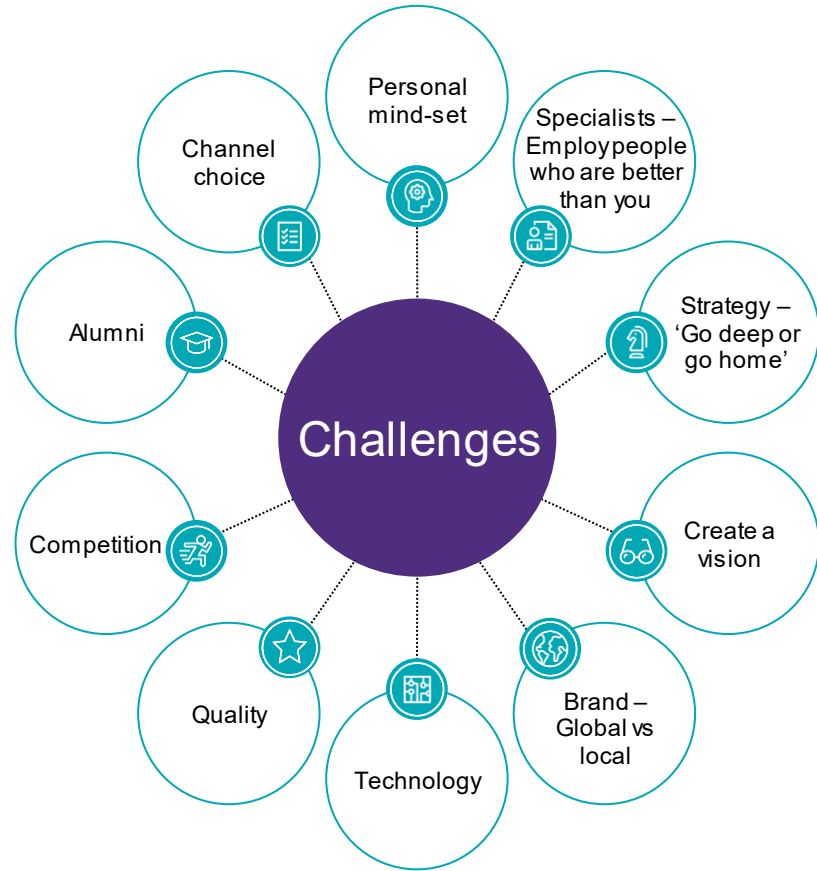 Personal
mind-set
Specialists –
Employ people
who are better
than you
Strategy –
‘Go deep or
go home’
Create a
vision
Brand –
Global vs
local
Technology
Quality
Competition
Alumni
Channel
choice
Challenges